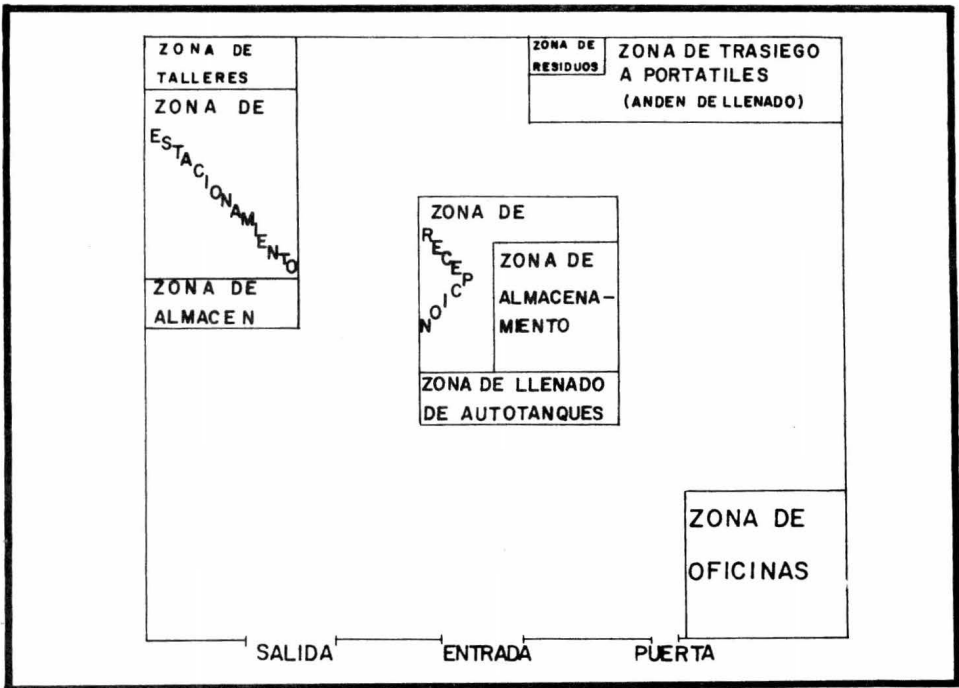 ZONA DE
TALLERES
ZONA DE
ESTACIONAMIENTO
ZONA DE
ALMACEN
ZONA DE
RESIDUOS
ZONA DE TRASIEGO
A PORTATILES
(ANDEN DE LLENADO)
ZONA DE
RECEPCION
ZONA DE
ALMACENA-
MIENTO
ZONA DE LLENADO
DE AUTOTANQUES
ZONA DE
OFICINAS
SALIDA
ENTRADA
PUERTA